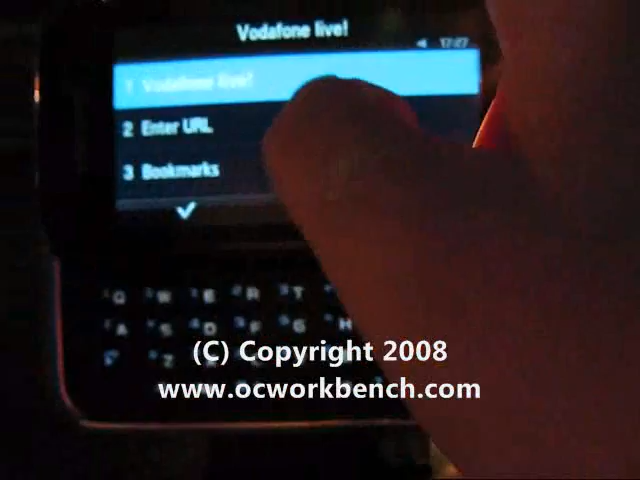 Vodafone live!
17:27
1 Vodafone live!
2 Enter URL
3 Bookmarks
Q W E R T
A S D F G H
Z
(C) Copyright 2008
www.ocworkbench.com